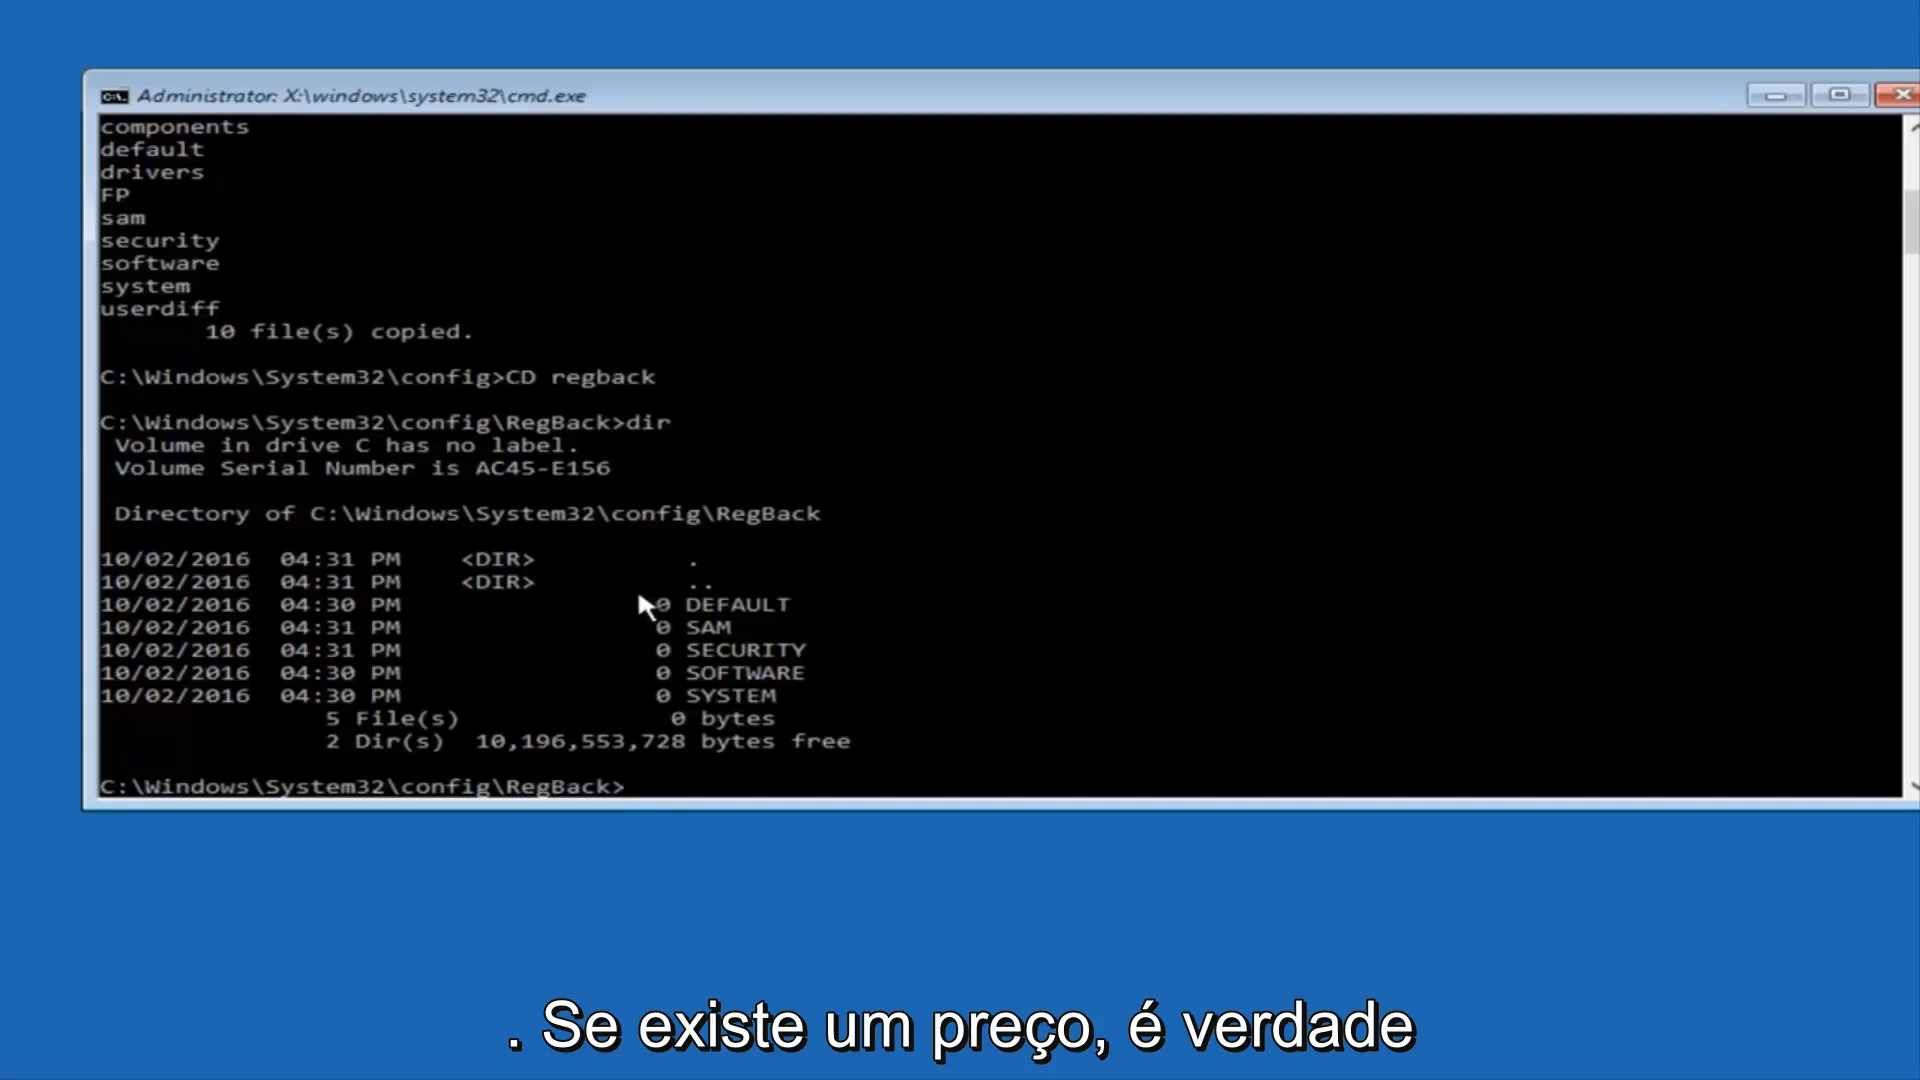 Administrator: X:\windows\system32\cmd.exe
components
default
drivers
FP
sam
security
software
system
userdiff
10 file(s) copied.
C:\Windows\System32\config>CD regback
C:\Windows\System32\config\RegBack>dir
Volume in drive C has no label.
Volume Serial Number is AC45-E156
Directory of C:\Windows\System32\config\RegBack
10/02/2016 04:31 PM <DIR> .
10/02/2016 04:31 PM <DIR> ..
10/02/2016 04:30 PM 0 DEFAULT
10/02/2016 04:31 PM 0 SAM
10/02/2016 04:31 PM 0 SECURITY
10/02/2016 04:30 PM 0 SOFTWARE
10/02/2016 04:30 PM 0 SYSTEM
5 File(s) 0 bytes
2 Dir(s) 10,196,553,728 bytes free
C:\Windows\System32\config\RegBack>
. Se existe um preço, é verdade